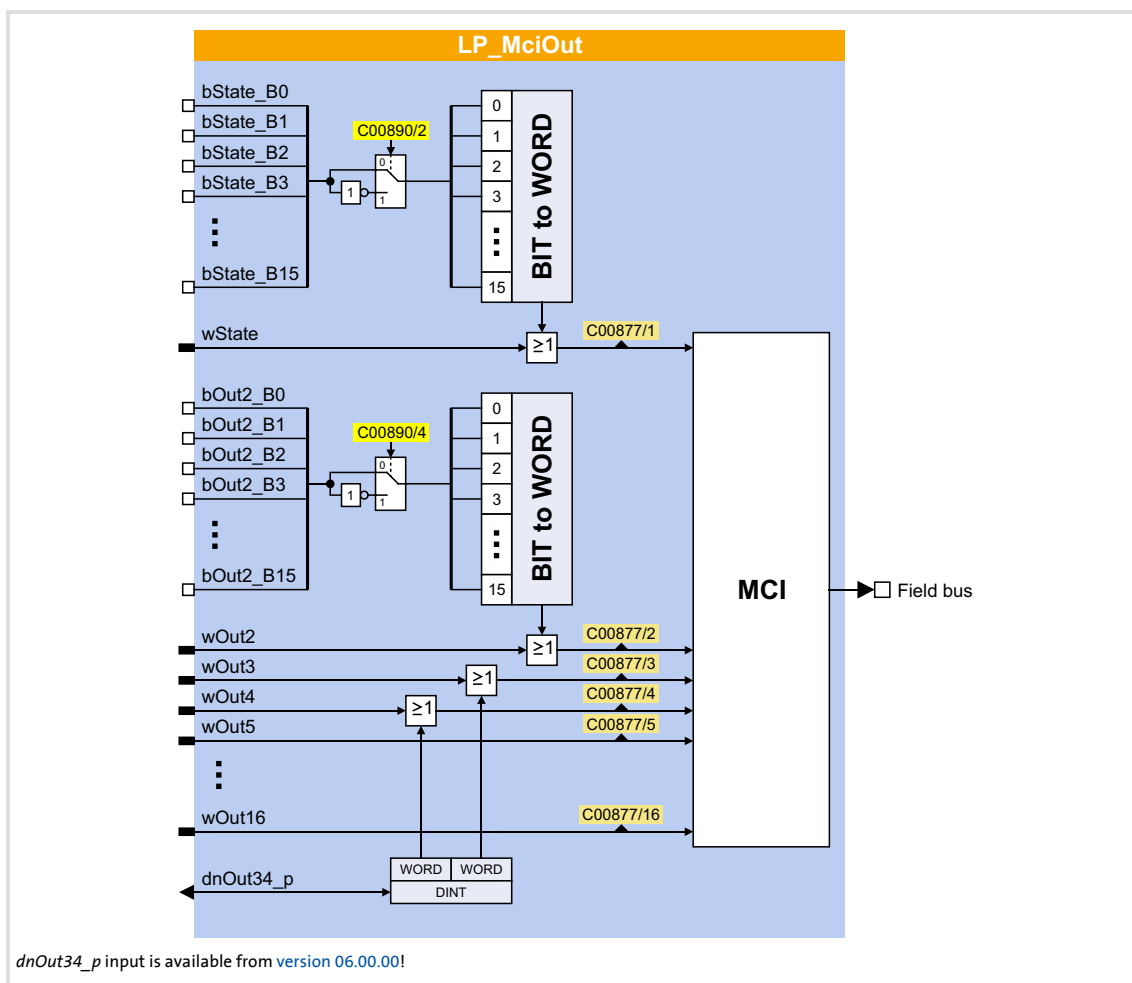 LP_MciOut
bState_B0
bState_B1
bState_B2
bState_B3
⋮
bState_B15
C00890/2
0
1
1
0
1
2
3
⋮
15
BIT to WORD
wState
≥1
C00877/1
bOut2_B0
bOut2_B1
bOut2_B2
bOut2_B3
⋮
bOut2_B15
C00890/4
0
1
1
0
1
2
3
⋮
15
BIT to WORD
MCI
Field bus
wOut2
≥1
C00877/2
wOut3
≥1
C00877/3
wOut4
≥1
C00877/4
wOut5
C00877/5
⋮
wOut16
C00877/16
dnOut34_p
WORD WORD
DINT
dnOut34_p input is available from version 06.00.00!